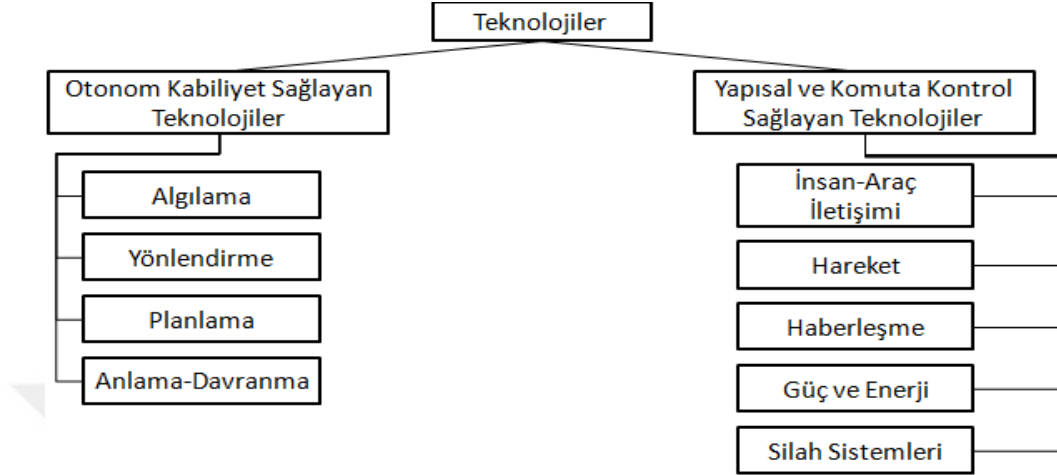 Teknolojiler
Otonom Kabiliyet Sağlayan
Teknolojiler
Algılama
Yönlendirme
Planlama
Anlama-Davranma
Yapısal ve Komuta Kontrol
Sağlayan Teknolojiler
İnsan-Araç
İletişimi
Hareket
Haberleşme
Güç ve Enerji
Silah Sistemleri